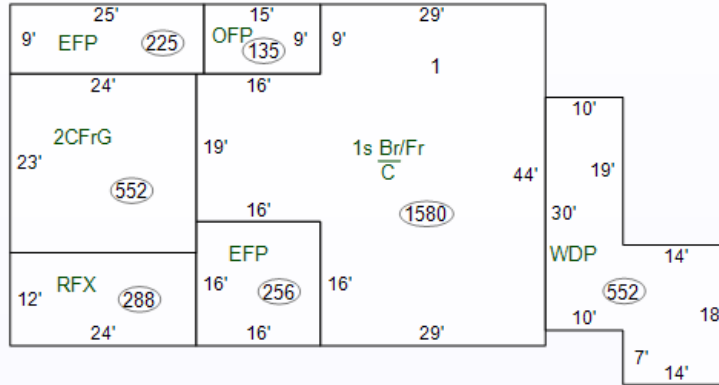 25' 15' 29'
9' EFP 225 OFP 135 9' 9'
1
24' 16'
10'
2CFrG 19' 1s Br/Fr 19'
C
23' 44'
552 16' 1580 30'
EFP WDP 14'
RFX 16' 256 16' 552
12' 288 18
24' 16' 29' 10'
7'
14'